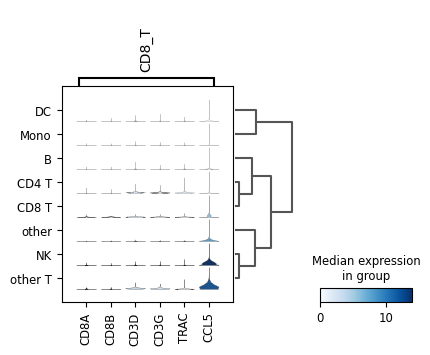 CD8_T
DC
Mono
B
CD4 T
CD8 T
other
NK
other T
CD8A
CD8B
CD3D
CD3G
TRAC
CCL5
Median expression
in group
0 10